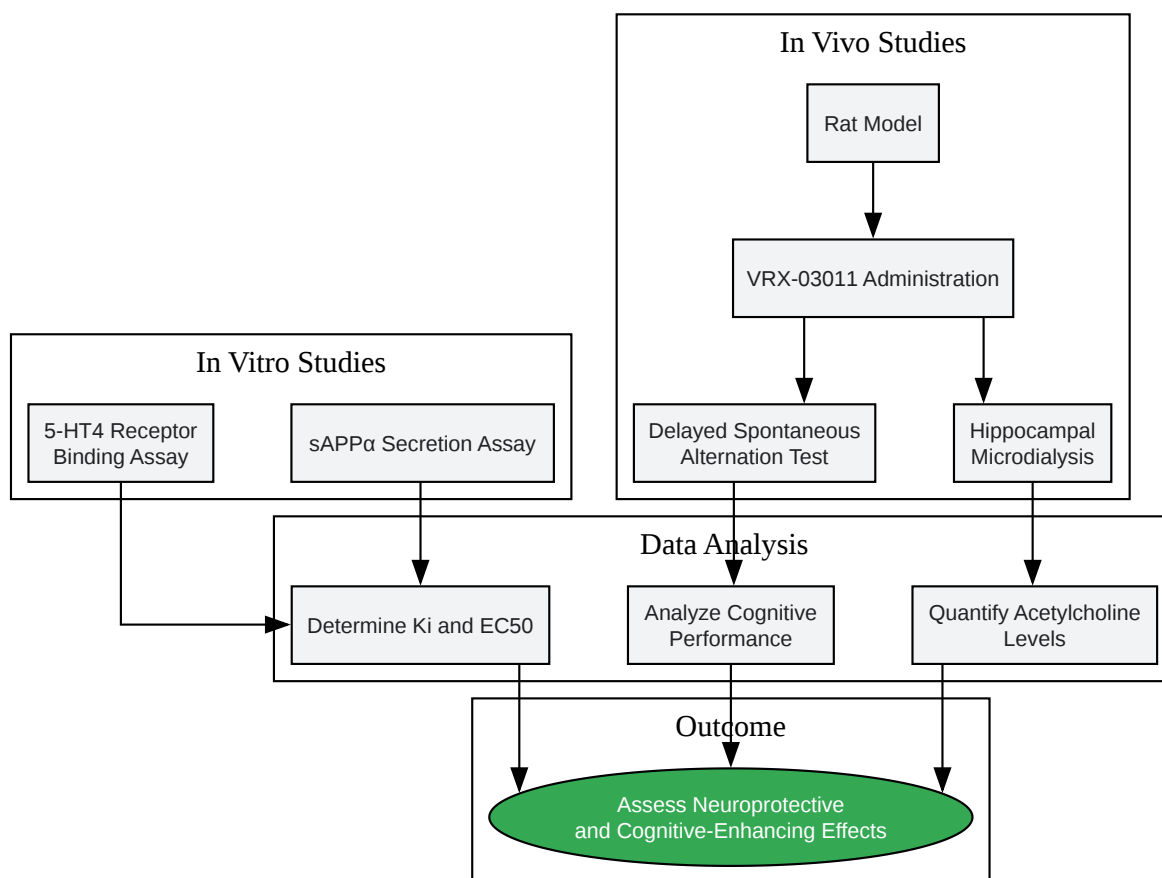 In Vivo Studies
Rat Model
VRX-03011 Administration
In Vitro Studies
5-HT4 Receptor
Binding Assay
sAPPα Secretion Assay
Delayed Spontaneous
Alternation Test
Hippocampal
Microdialysis
Data Analysis
Determine Ki and EC50
Analyze Cognitive
Performance
Quantify Acetylcholine
Levels
Outcome
Assess Neuroprotective
and Cognitive-Enhancing Effects